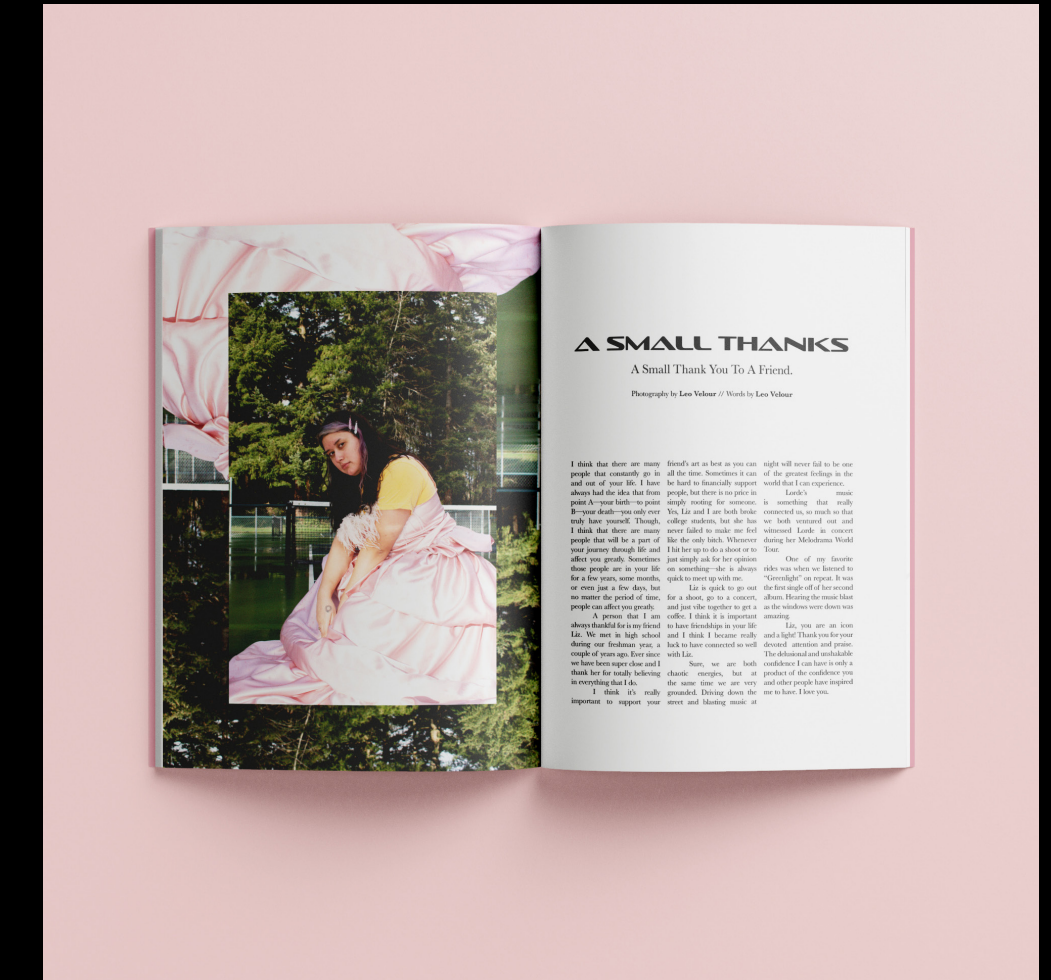 A SMALL THANKS
A Small Thank You To A Friend.
Photography by Leo Velour // Words by Leo Velour
I think that there are many
people that constantly go in
and out of your life. I have
always had the idea that from
point A—your birth—to point
B—your death—you only ever
truly have yourself. Though,
I think that there are many
people that will be a part of
your journey through life and
affect you greatly. Sometimes
those people are in your life
for a few years, some months,
or even just a few days, but
no matter the period of time,
people can affect you greatly.
A person that I am
always thankful for is my friend
Liz. We met in high school
during our freshman year, a
couple of years ago. Ever since
we have been super close and I
thank her for totally believing
in everything that I do.
I think it's really
important to support your
friend's art as best as you can
all the time. Sometimes it can
be hard to financially support
people, but there is no price in
simply rooting for someone.
Yes, Liz and I are both broke
college students, but she has
never failed to make me feel
like the only bitch. Whenever
I hit her up to do a shoot or to
just simply ask for her opinion
on something—she is always
quick to meet up with me.
Liz is quick to go out
for a shoot, go to a concert,
and just vibe together to get a
coffee. I think it is important
to have friendships in your life
and I think I became really
luck to have connected so well
with Liz.
Sure, we are both
chaotic energies, but at
the same time we are very
grounded. Driving down the
street and blasting music at
night will never fail to be one
of the greatest feelings in the
world that I can experience.
Lorde's music
is something that really
connected us, so much so that
we both ventured out and
witnessed Lorde in concert
during her Melodrama World
Tour.
One of my favorite
rides was when we listened to
“Greenlight” on repeat. It was
the first single off of her second
album. Hearing the music blast
as the windows were down was
amazing.
Liz, you are an icon
and a light! Thank you for your
devoted attention and praise.
The delusional and unshakable
confidence I can have is only a
product of the confidence you
and other people have inspired
me to have. I love you.